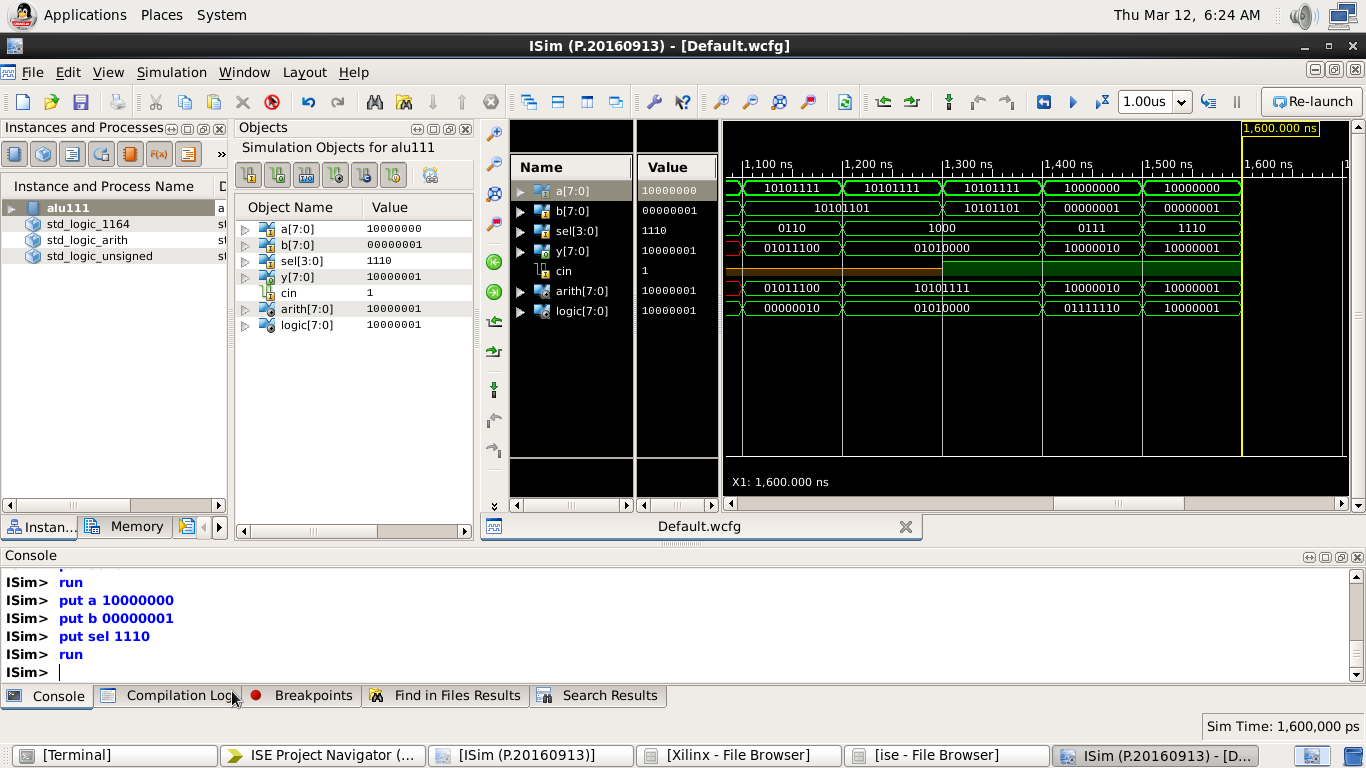 Applications Places System Thu Mar 12, 6:24 AM
ISim (P.20160913) - [Default.wcfg]
File Edit View Simulation Window Layout Help
1.00us Re-launch
Instances and Processes
Instance and Process Name D
alu111 a
std_logic_1164 st
std_logic_arith st
std_logic_unsigned st
Instan... Memory
Objects
Simulation Objects for alu111
Object Name Value
a[7:0] 10000000
b[7:0] 00000001
sel[3:0] 1110
y[7:0] 10000001
cin 1
arith[7:0] 10000001
logic[7:0] 10000001
Name Value
a[7:0] 10000000
b[7:0] 00000001
sel[3:0] 1110
y[7:0] 10000001
cin 1
arith[7:0] 10000001
logic[7:0] 10000001
1,600.000 ns
1,100 ns 1,200 ns 1,300 ns 1,400 ns 1,500 ns 1,600 ns 1
10101111 10101111 10101111 10000000 10000000
10101101 10101101 00000001 00000001
0110 1000 0111 1110
01011100 01010000 10000010 10000001
01011100 10101111 10000010 10000001
00000010 01010000 01111110 10000001
X1: 1,600.000 ns
Default.wcfg
Console
ISim> run
ISim> put a 10000000
ISim> put b 00000001
ISim> put sel 1110
ISim> run
ISim>
Console Compilation Log Breakpoints Find in Files Results Search Results
Sim Time: 1,600,000 ps
[Terminal] ISE Project Navigator (... [ISim (P.20160913)] [Xilinx - File Browser] [ise - File Browser] ISim (P.20160913) - [D...